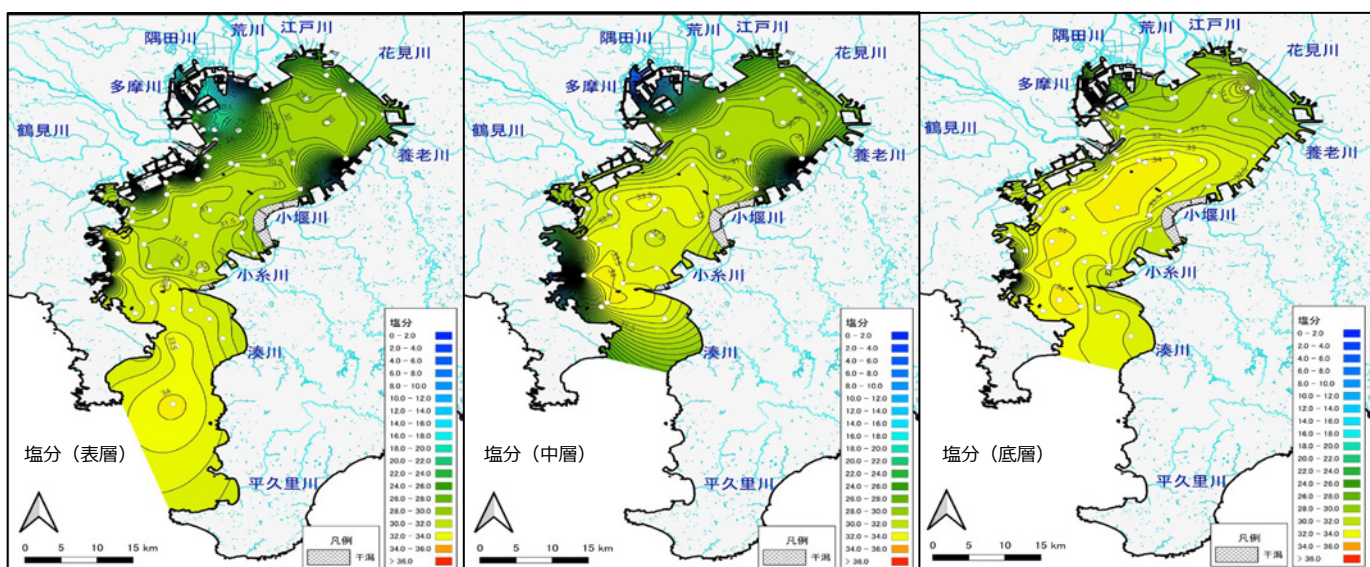 隅田川
荒川
江戸川
花見川
多摩川
鶴見川
養老川
小堰川
小糸川
湊川
平久里川
塩分（表層）
塩分
0 - 2.0
2.0 - 4.0
4.0 - 6.0
6.0 - 8.0
8.0 - 10.0
10.0 - 12.0
12.0 - 14.0
14.0 - 16.0
16.0 - 18.0
18.0 - 20.0
20.0 - 22.0
22.0 - 24.0
24.0 - 26.0
26.0 - 28.0
28.0 - 30.0
30.0 - 32.0
32.0 - 34.0
34.0 - 36.0
> 36.0
凡例
干潟
0 5 10 15 km
隅田川
荒川
江戸川
花見川
多摩川
鶴見川
養老川
小堰川
小糸川
湊川
平久里川
塩分（中層）
塩分
0 - 2.0
2.0 - 4.0
4.0 - 6.0
6.0 - 8.0
8.0 - 10.0
10.0 - 12.0
12.0 - 14.0
14.0 - 16.0
16.0 - 18.0
18.0 - 20.0
20.0 - 22.0
22.0 - 24.0
24.0 - 26.0
26.0 - 28.0
28.0 - 30.0
30.0 - 32.0
32.0 - 34.0
34.0 - 36.0
> 36.0
凡例
干潟
0 5 10 15 km
隅田川
荒川
江戸川
花見川
多摩川
鶴見川
養老川
小堰川
小糸川
湊川
平久里川
塩分（底層）
塩分
0 - 2.0
2.0 - 4.0
4.0 - 6.0
6.0 - 8.0
8.0 - 10.0
10.0 - 12.0
12.0 - 14.0
14.0 - 16.0
16.0 - 18.0
18.0 - 20.0
20.0 - 22.0
22.0 - 24.0
24.0 - 26.0
26.0 - 28.0
28.0 - 30.0
30.0 - 32.0
32.0 - 34.0
34.0 - 36.0
> 36.0
凡例
干潟
0 5 10 15 km